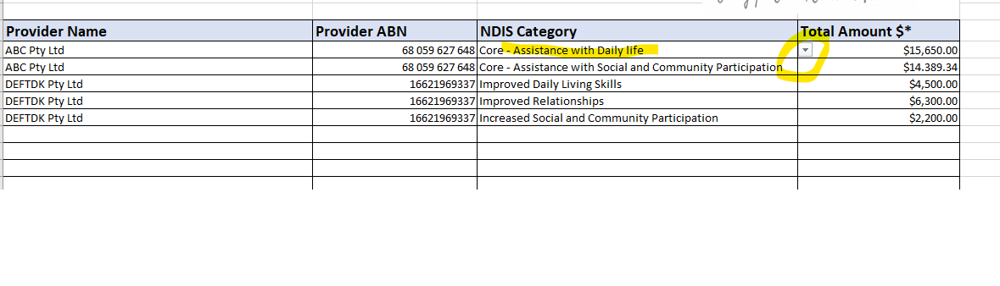 Provider Name Provider ABN NDIS Category Total Amount $*
ABC Pty Ltd 68 059 627 648 Core - Assistance with Daily life $15,650.00
ABC Pty Ltd 68 059 627 648 Core - Assistance with Social and Community Participation $14.389.34
DEFTDK Pty Ltd 16621969337 Improved Daily Living Skills $4,500.00
DEFTDK Pty Ltd 16621969337 Improved Relationships $6,300.00
DEFTDK Pty Ltd 16621969337 Increased Social and Community Participation $2,200.00